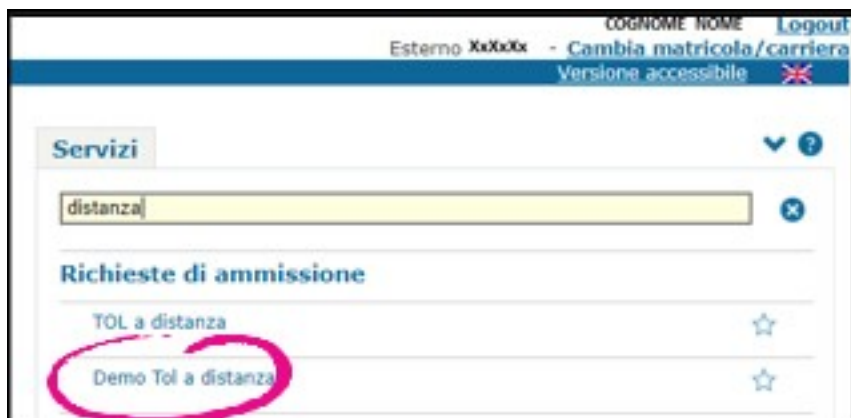 COGNOME NOME Logout
Esterno XxXxXx - Cambia matricola/carriera
Versione accessibile
Servizi
distanza
Richieste di ammissione
TOL a distanza
Demo Tol a distanza